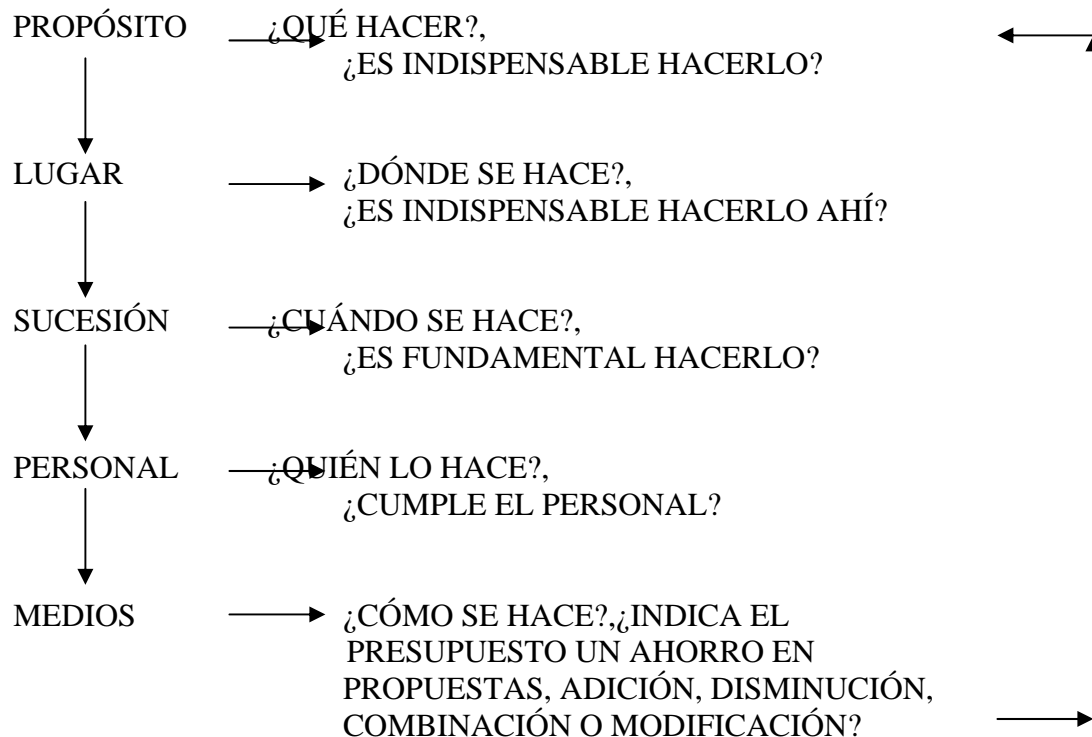 PROPÓSITO ¿QUÉ HACER?,
¿ES INDISPENSABLE HACERLO?
LUGAR ¿DÓNDE SE HACE?,
¿ES INDISPENSABLE HACERLO AHÍ?
SUCESIÓN ¿CUÁNDO SE HACE?,
¿ES FUNDAMENTAL HACERLO?
PERSONAL ¿QUIÉN LO HACE?,
¿CUMPLE EL PERSONAL?
MEDIOS ¿CÓMO SE HACE?,¿INDICA EL
PRESUPUESTO UN AHORRO EN
PROPUESTAS, ADICIÓN, DISMINUCIÓN,
COMBINACIÓN O MODIFICACIÓN?